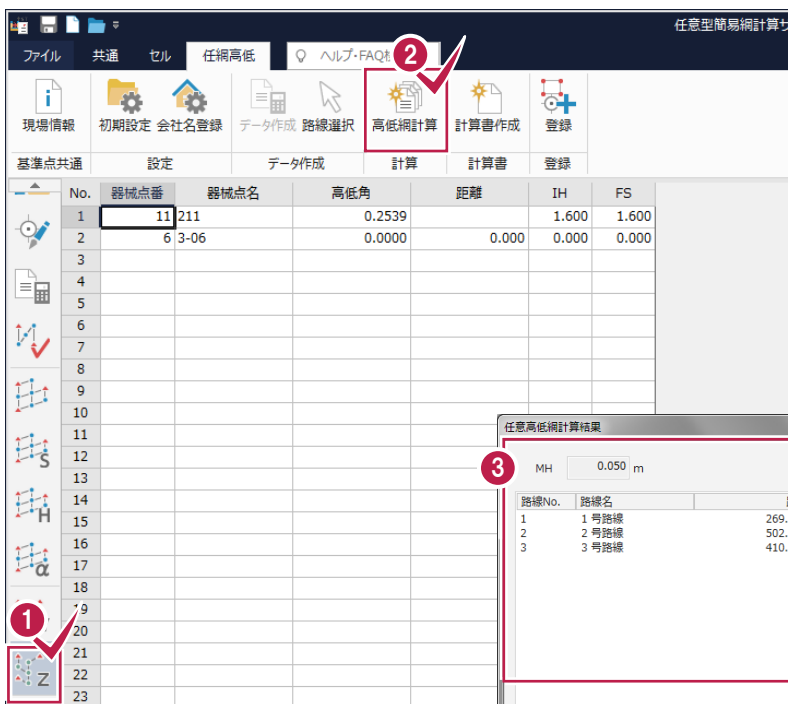 任意型簡易網計算サ
ファイル 共通 セル 任網高低 ヘルプ・FAQ 2
現場情報 初期設定 会社名登録 データ作成 路線選択 高低網計算 計算書作成 登録
基準点共通 設定 データ作成 計算 計算書 登録
No. 器械点番 器械点名 高低角 距離 IH FS
1 11 211 0.2539 1.600 1.600
2 6 3-06 0.0000 0.000 0.000 0.000
3
4
5
6
7
8
9
10
11
12
13
14
15
16
17
18
19
20
21
22
23
S
H
α
1
Z
任意高低網計算結果
3 MH 0.050 m
路線No. 路線名
1 1号路線 269.
2 2号路線 502.
3 3号路線 410.